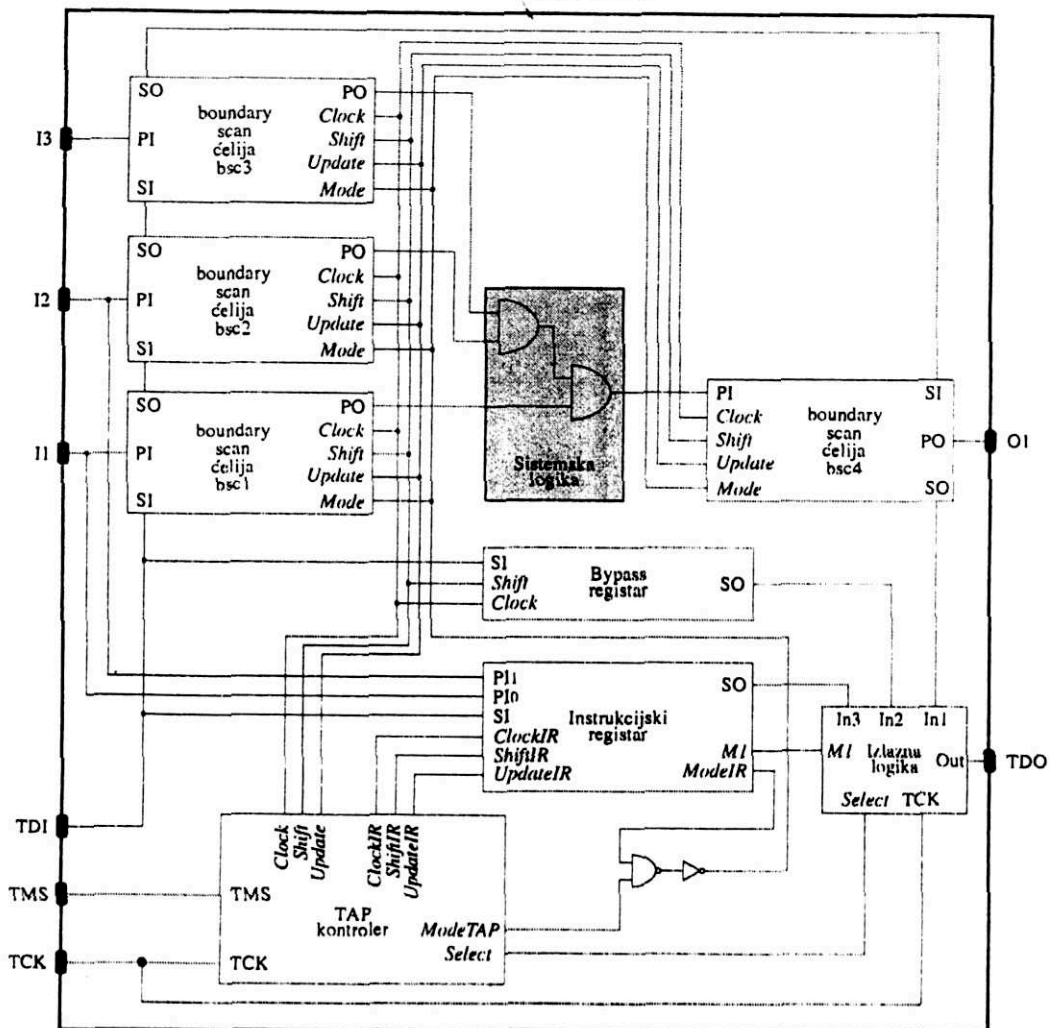 SO
PO
boundary
scan
ćelija
bsc3
Clock
Shift
Update
Mode
I3
PI
SI
SO
PO
boundary
scan
ćelija
bsc2
Clock
Shift
Update
Mode
I2
PI
SI
SO
PO
boundary
scan
ćelija
bsc1
Clock
Shift
Update
Mode
I1
PI
SI
Sistemska
logika
PI
SI
Clock
boundary
scan
ćelija
bsc4
Shift
PO
Update
Mode
SO
O1
SI
Shift
Clock
Bypass
registar
SO
PI1
PI0
SI
ClockIR
ShiftIR
UpdateIR
Instrukcijski
registar
SO
M1
ModeIR
In3 In2 In1
M1
Izlazna
logika
Out
TDO
Select TCK
TDI
Clock
Shift
Update
ClockIR
ShiftIR
UpdateIR
TMS
TMS
TAP
kontroler
ModeTAP
Select
TCK
TCK